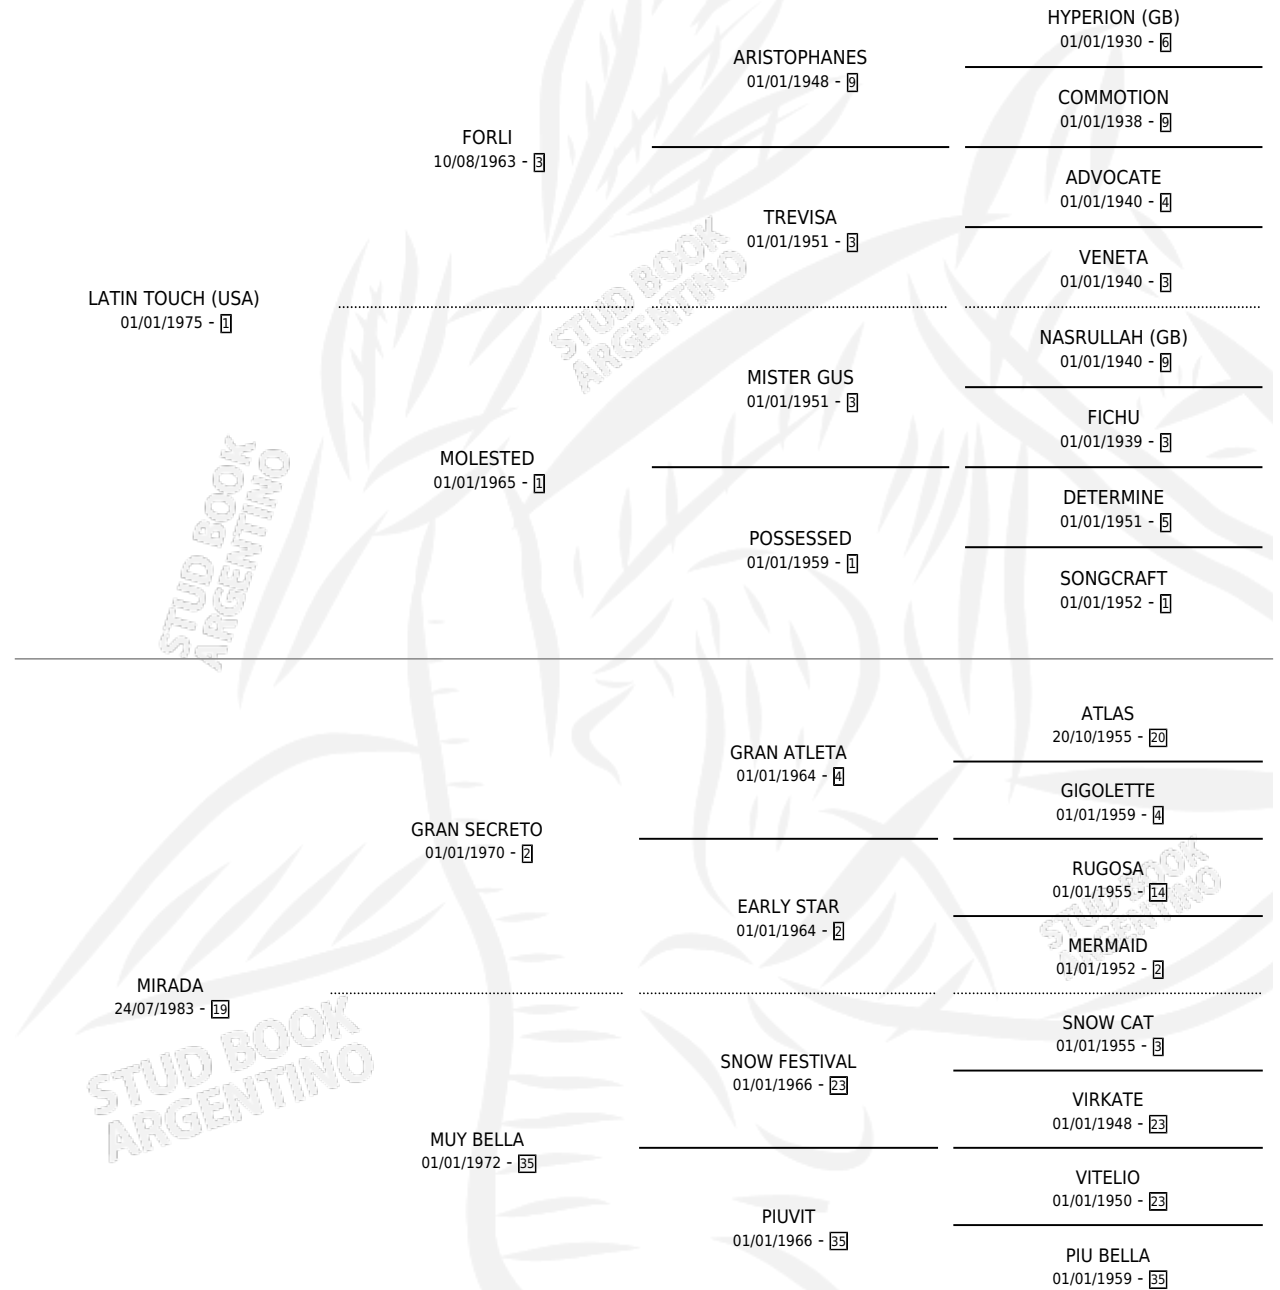 HYPERION (GB)
01/01/1930 - 6
ARISTOPHANES
01/01/1948 - 9
COMMOTION
01/01/1938 - 9
FORLI
10/08/1963 - 3
ADVOCATE
01/01/1940 - 4
TREVISA
01/01/1951 - 3
VENETA
01/01/1940 - 3
LATIN TOUCH (USA)
01/01/1975 - 1
NASRULLAH (GB)
01/01/1940 - 9
MISTER GUS
01/01/1951 - 3
FICHU
01/01/1939 - 3
MOLESTED
01/01/1965 - 1
DETERMINE
01/01/1951 - 5
POSSESSED
01/01/1959 - 1
SONGCRAFT
01/01/1952 - 1
ATLAS
20/10/1955 - 20
GRAN ATLETA
01/01/1964 - 4
GIGOLETTE
01/01/1959 - 4
GRAN SECRETO
01/01/1970 - 2
RUGOSA
01/01/1955 - 14
EARLY STAR
01/01/1964 - 2
MERMAID
01/01/1952 - 2
MIRADA
24/07/1983 - 19
SNOW CAT
01/01/1955 - 3
SNOW FESTIVAL
01/01/1966 - 23
VIRKATE
01/01/1948 - 23
MUY BELLA
01/01/1972 - 35
VITELIO
01/01/1950 - 23
PIUVIT
01/01/1966 - 35
PIU BELLA
01/01/1959 - 35
STUD BOOK
ARGENTINO
STUD BOOK
ARGENTINO
STUD BOOK
ARGENTINO
STUD BOOK
ARGENTINO